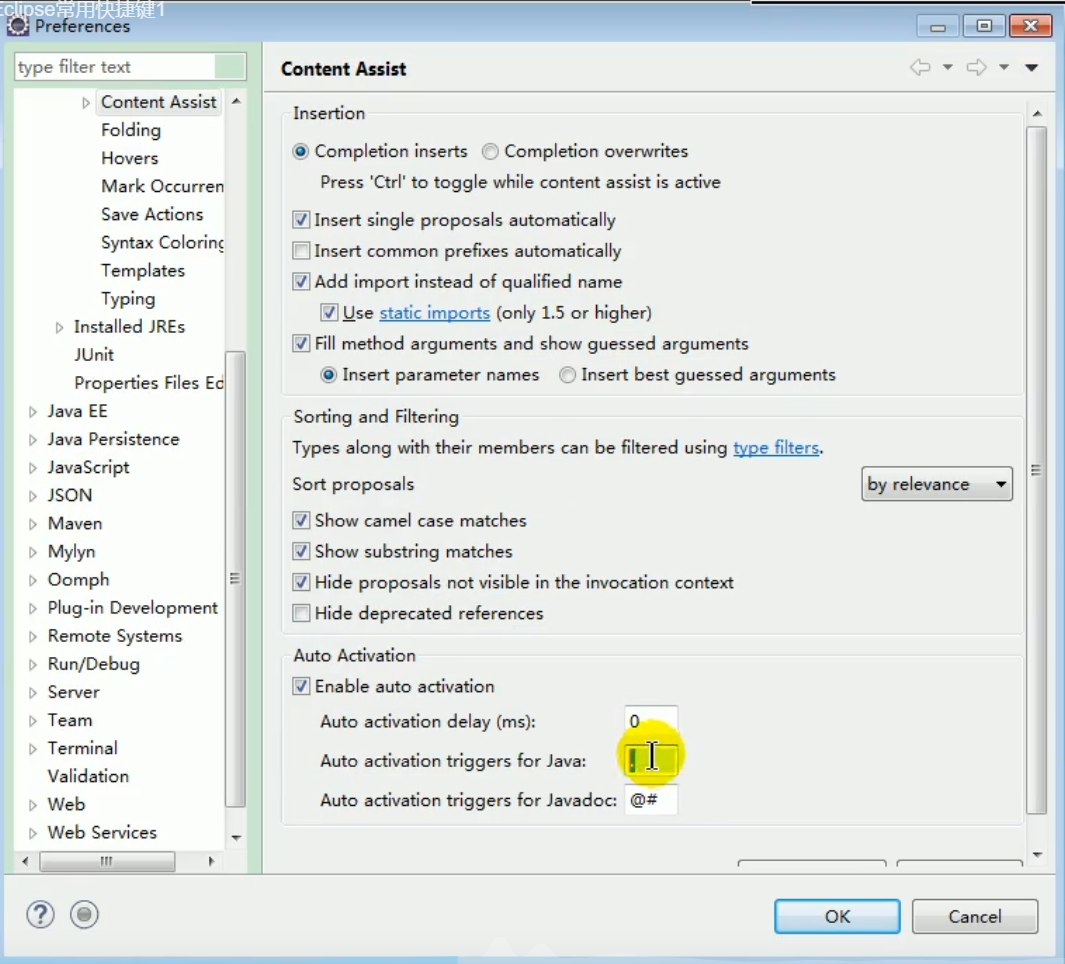 Eclipse常用快捷键1
Preferences
type filter text
Content Assist
Folding
Hovers
Mark Occurren
Save Actions
Syntax Coloring
Templates
Typing
Installed JREs
JUnit
Properties Files Ed
Java EE
Java Persistence
JavaScript
JSON
Maven
Mylyn
Oomph
Plug-in Development
Remote Systems
Run/Debug
Server
Team
Terminal
Validation
Web
Web Services
Content Assist
Insertion
Completion inserts Completion overwrites
Press 'Ctrl' to toggle while content assist is active
Insert single proposals automatically
Insert common prefixes automatically
Add import instead of qualified name
Use static imports (only 1.5 or higher)
Fill method arguments and show guessed arguments
Insert parameter names Insert best guessed arguments
Sorting and Filtering
Types along with their members can be filtered using type filters.
Sort proposals by relevance
Show camel case matches
Show substring matches
Hide proposals not visible in the invocation context
Hide deprecated references
Auto Activation
Enable auto activation
Auto activation delay (ms): 0
Auto activation triggers for Java: .
Auto activation triggers for Javadoc: @#
OK Cancel